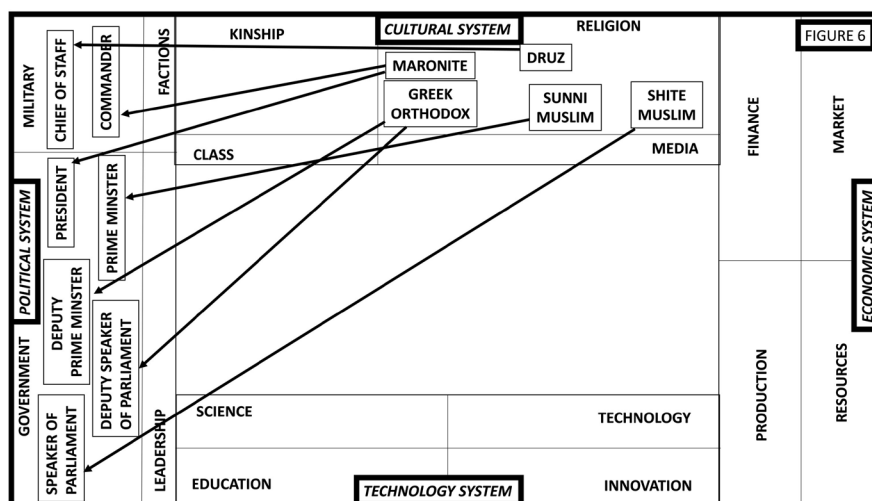 CULTURAL SYSTEM
KINSHIP
RELIGION
FIGURE 6
MILITARY
CHIEF OF STAFF
COMMANDER
FACTIONS
MARONITE
DRUZ
GREEK
ORTHODOX
SUNNI
MUSLIM
SHITE
MUSLIM
FINANCE
MARKET
CLASS
MEDIA
POLITICAL SYSTEM
PRESIDENT
PRIME MINSTER
ECONOMIC SYSTEM
GOVERNMENT
DEPUTY
PRIME MINSTER
DEPUTY SPEAKER
OF PARLIAMENT
SPEAKER OF
PARLIAMENT
LEADERSHIP
PRODUCTION
RESOURCES
SCIENCE
TECHNOLOGY
EDUCATION
TECHNOLOGY SYSTEM
INNOVATION